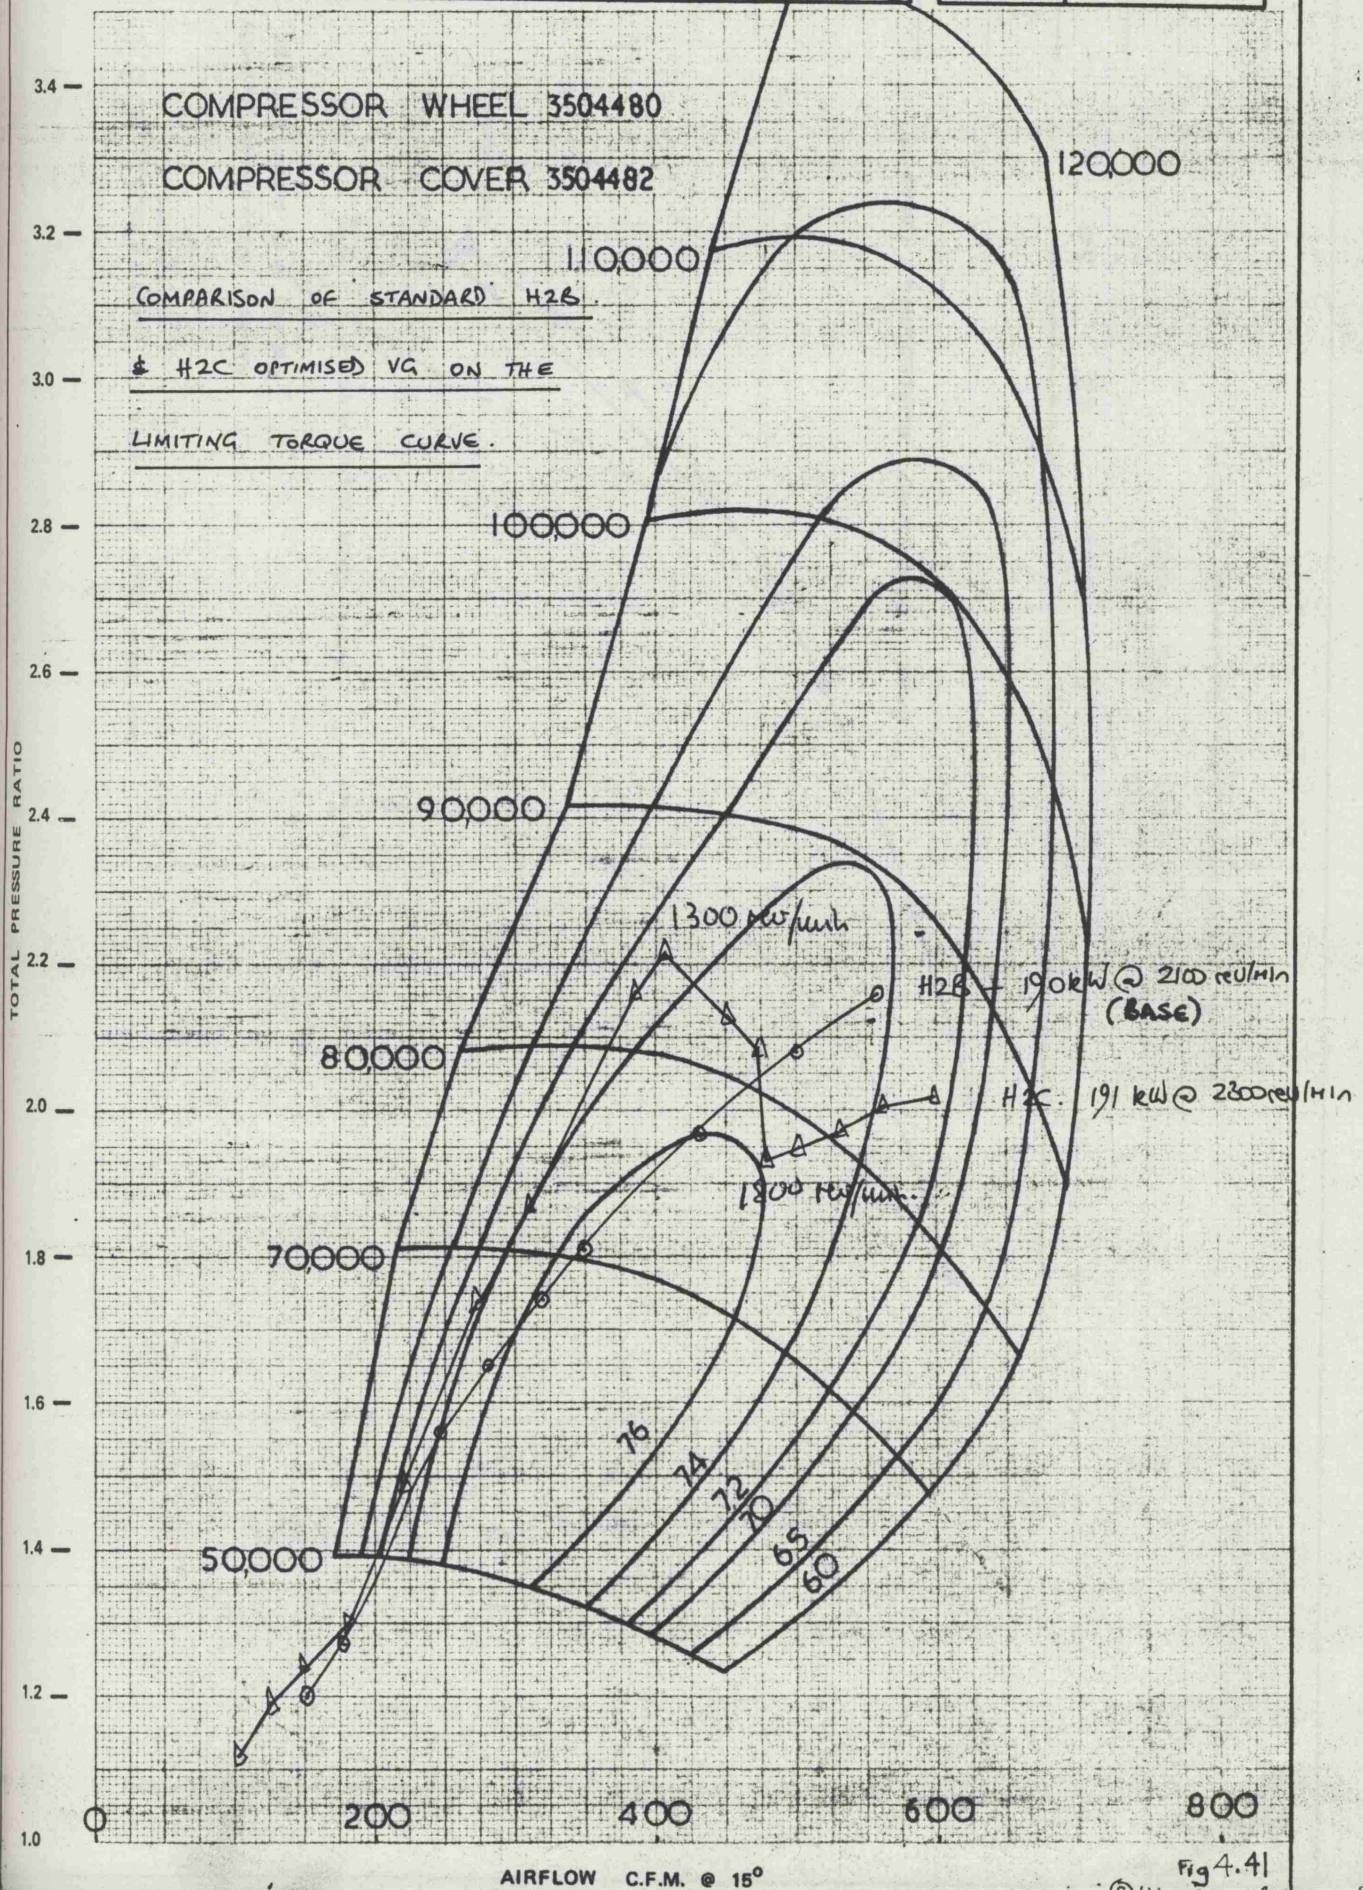 3.4
COMPRESSOR WHEEL 3504480
COMPRESSOR COVER 3504482
120,000
3.2
110,000
COMPARISON OF STANDARD H2B
& H2C OPTIMISED VG ON THE
3.0
LIMITING TORQUE CURVE.
2.8
100,000
2.6
TOTAL PRESSURE RATIO
90,000
2.4
1300 rev/min
2.2
H2B - 190kW @ 2100 rev/min
(BASE)
80,000
2.0
H2C. 191 kW @ 2300rev/min
1800 rev/min.
70,000
1.8
1.6
76
74
72
70
65
60
50,000
1.4
1.2
0 200 400 600 800
1.0
AIRFLOW C.F.M. @ 15°
Fig 4.41